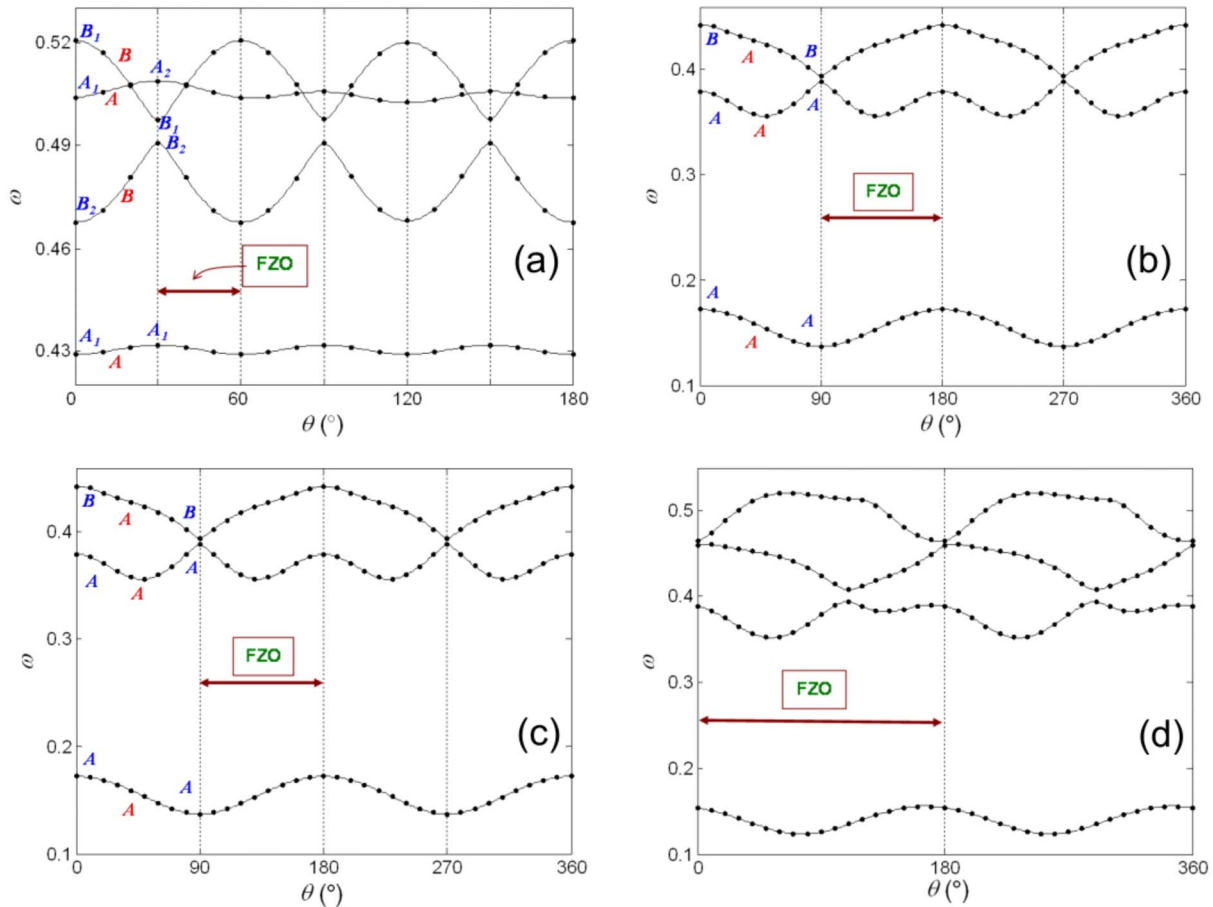 0.52
0.49
0.46
0.43
ω
B1
B
A1
A
A2
B1
B2
B2
B
FZO
(a)
A1
A1
A
0 60 120 180
θ (°)
0.4
0.3
0.2
0.1
ω
B
A
B
A
A
A
FZO
(b)
A
A
A
0 90 180 270 360
θ (°)
0.4
0.3
0.2
0.1
ω
B
A
B
A
A
A
FZO
(c)
A
A
A
0 90 180 270 360
θ (°)
0.5
0.4
0.3
0.2
0.1
ω
FZO
(d)
0 180 360
θ (°)